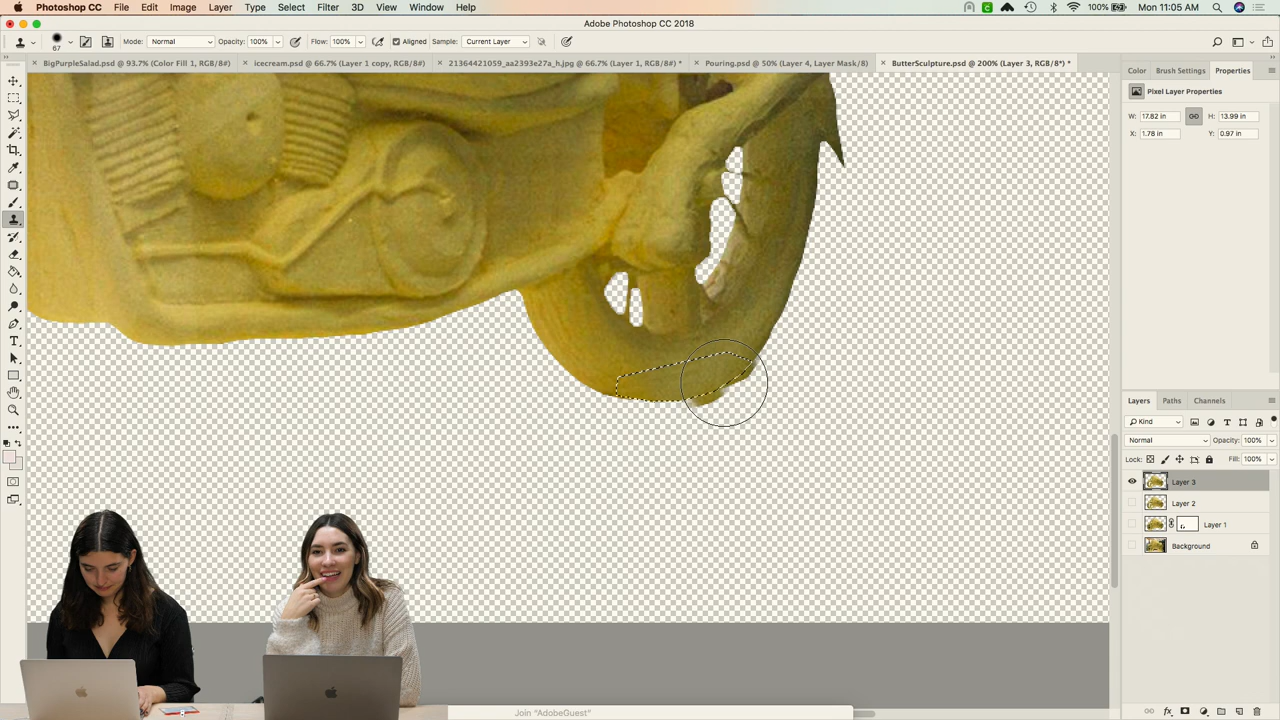 Photoshop CC File Edit Image Layer Type Select Filter 3D View Window Help 100% Mon 11:05 AM
Adobe Photoshop CC 2018
67 Mode: Normal Opacity: 100% Flow: 100% Aligned Sample: Current Layer
BigPurpleSalad.psd @ 93.7% (Color Fill 1, RGB/8#) icecream.psd @ 66.7% (Layer 1 copy, RGB/8#) 21364421059_aa2393e27a_h.jpg @ 66.7% (Layer 1, RGB/8#) * Pouring.psd @ 50% (Layer 4, Layer Mask/8) ButterSculpture.psd @ 200% (Layer 3, RGB/8*) *
Color Brush Settings Properties
Pixel Layer Properties
W: 17.82 in H: 13.99 in
X: 1.78 in Y: 0.97 in
Layers Paths Channels
Kind
Normal Opacity: 100%
Lock: Fill: 100%
Layer 3
Layer 2
Layer 1
Background
fx
Join "AdobeGuest"